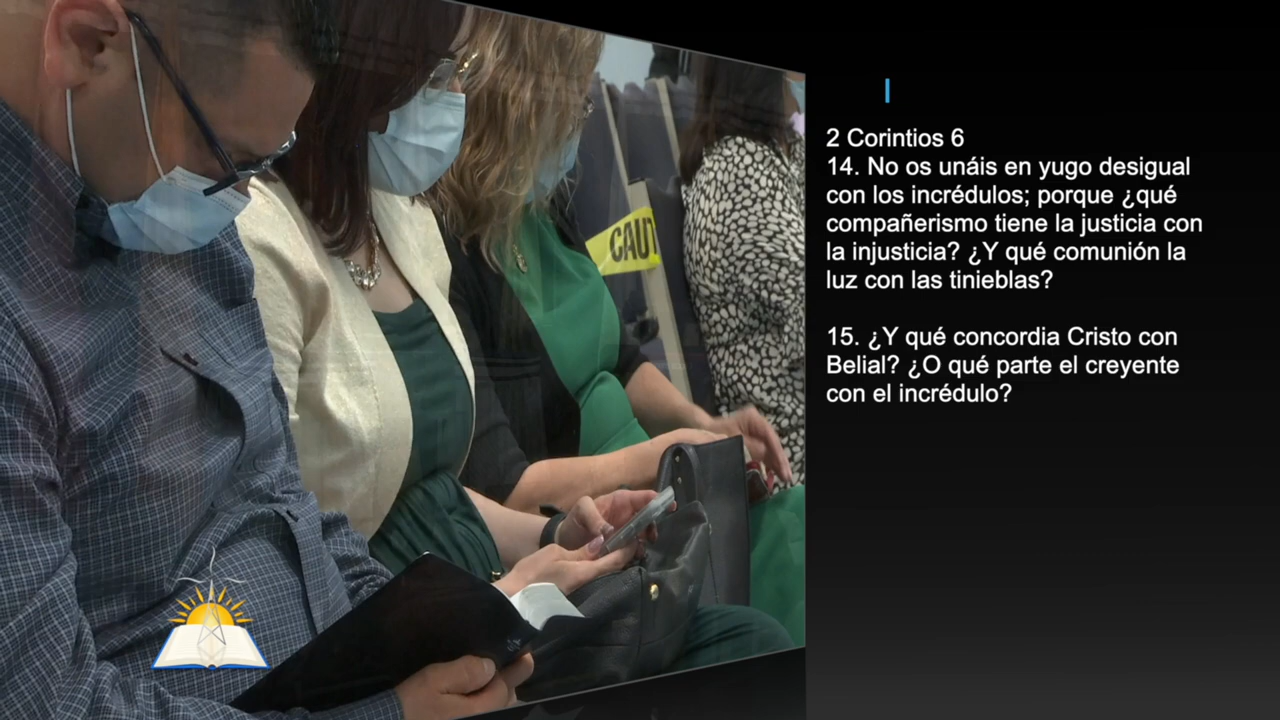 2 Corintios 6
14. No os unáis en yugo desigual
con los incrédulos; porque ¿qué
compañerismo tiene la justicia con
la injusticia? ¿Y qué comunión la
luz con las tinieblas?
15. ¿Y qué concordia Cristo con
Belial? ¿O qué parte el creyente
con el incrédulo?
CAUT